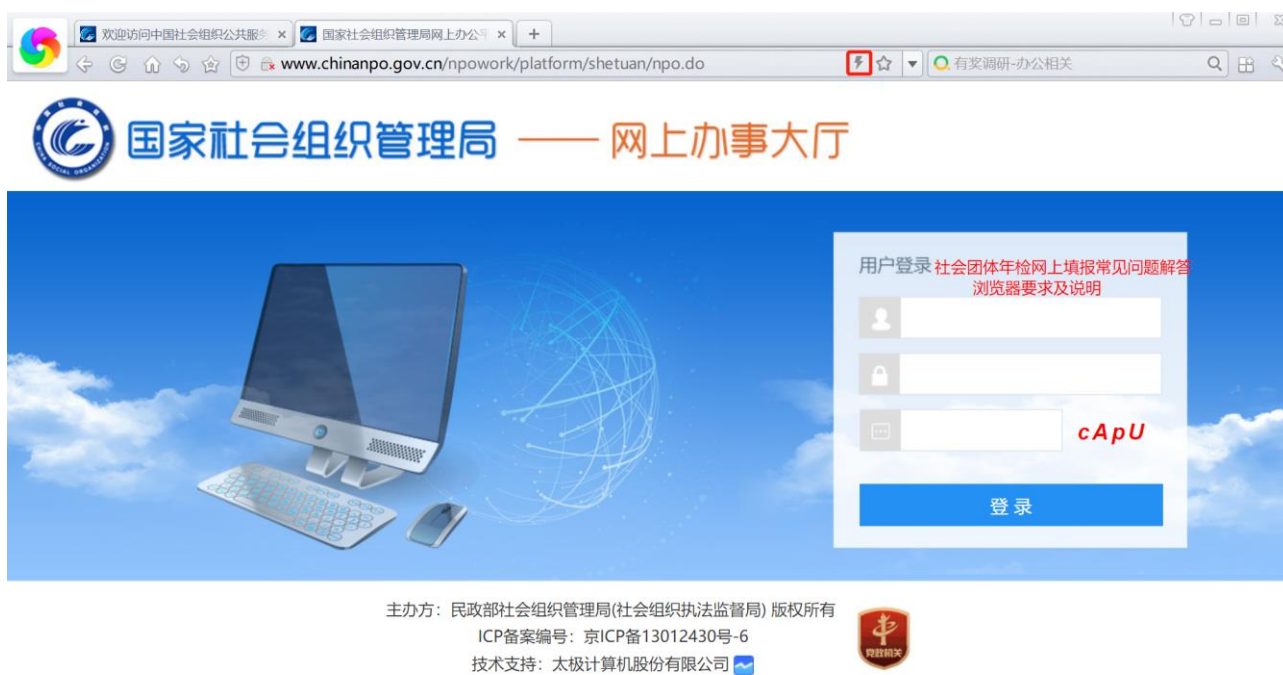 欢迎访问中国社会组织公共服 国家社会组织管理局网上办公
www.chinanpo.gov.cn/npowork/platform/shetuan/npo.do 有奖调研-办公相关
国家社会组织管理局 —— 网上办事大厅
用户登录 社会团体年检网上填报常见问题解答
浏览器要求及说明
cApU
登录
主办方：民政部社会组织管理局(社会组织执法监督局) 版权所有
ICP备案编号：京ICP备13012430号-6
技术支持：太极计算机股份有限公司
党政机关